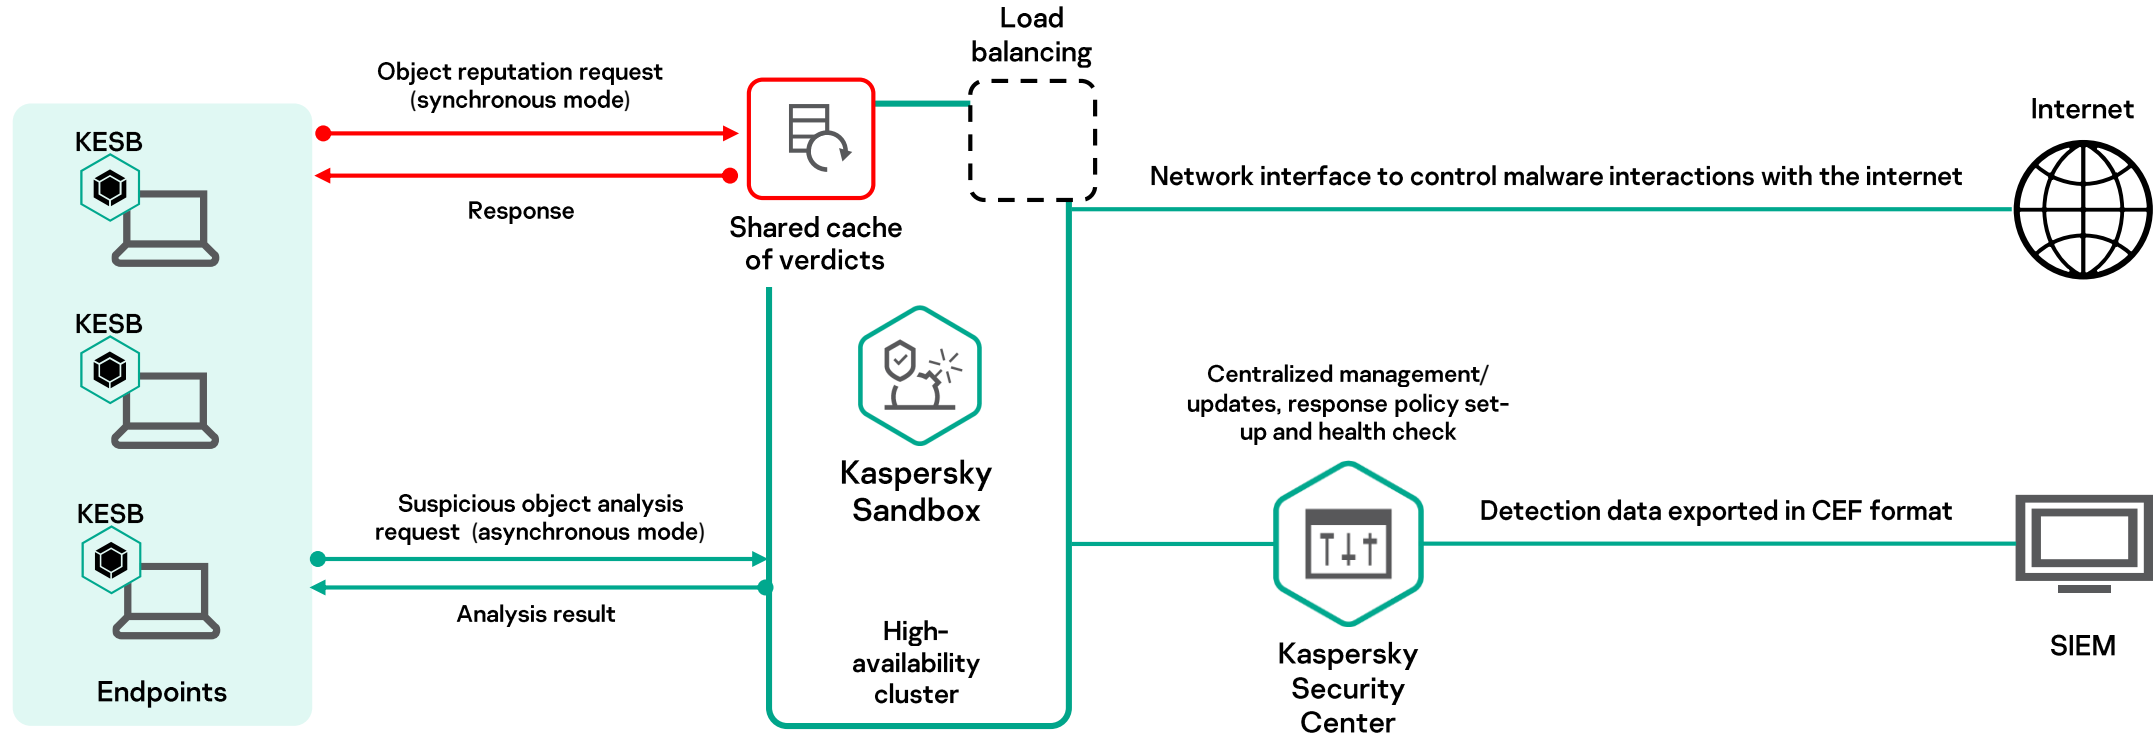 Load
balancing
Object reputation request
(synchronous mode)
Internet
KESB
Network interface to control malware interactions with the internet
Response
Shared cache
of verdicts
KESB
Centralized management/
updates, response policy set-
up and health check
Kaspersky
Sandbox
KESB
Suspicious object analysis
request (asynchronous mode)
Detection data exported in CEF format
Analysis result
High-
availability
cluster
SIEM
Kaspersky
Security
Center
Endpoints